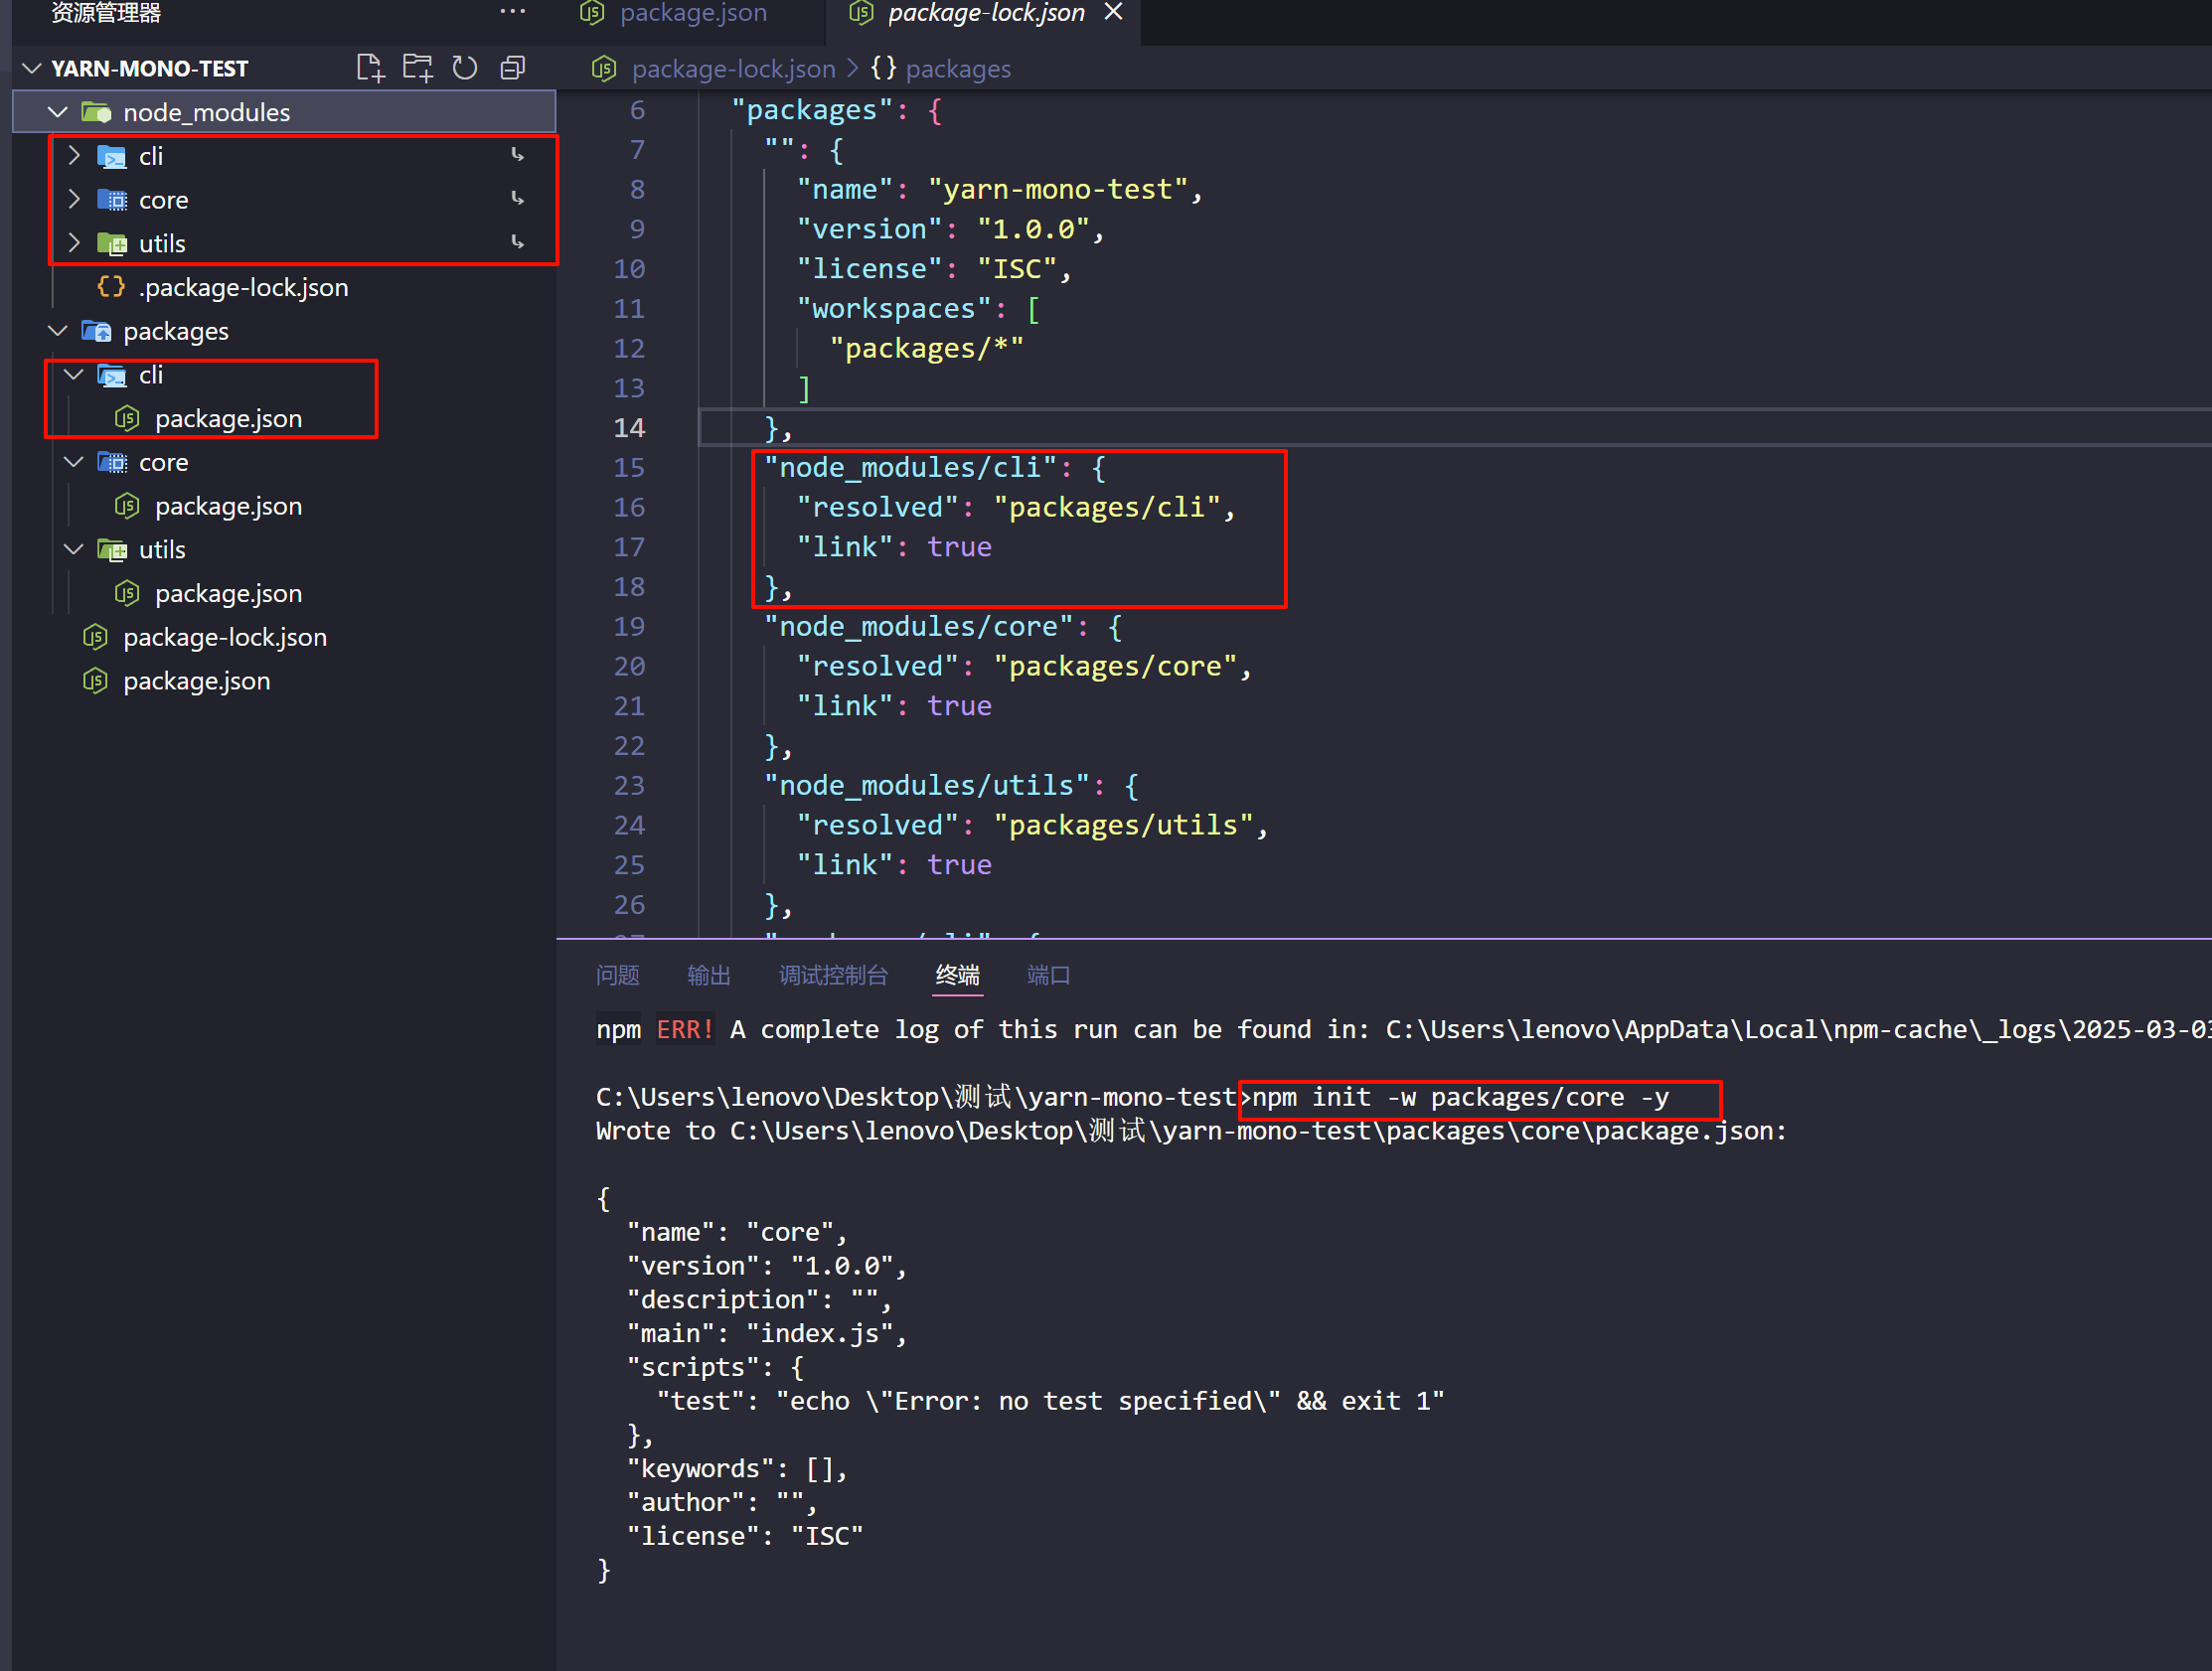 资源管理器
YARN-MONO-TEST
node_modules
cli
core
utils
.package-lock.json
packages
cli
package.json
core
package.json
utils
package.json
package-lock.json
package.json
package.json
package-lock.json
package-lock.json > {} packages
6 "packages": {
7 "": {
8 "name": "yarn-mono-test",
9 "version": "1.0.0",
10 "license": "ISC",
11 "workspaces": [
12 "packages/*"
13 ]
14 },
15 "node_modules/cli": {
16 "resolved": "packages/cli",
17 "link": true
18 },
19 "node_modules/core": {
20 "resolved": "packages/core",
21 "link": true
22 },
23 "node_modules/utils": {
24 "resolved": "packages/utils",
25 "link": true
26 },
问题 输出 调试控制台 终端 端口
npm ERR! A complete log of this run can be found in: C:\Users\lenovo\AppData\Local\npm-cache\_logs\2025-03-03
C:\Users\lenovo\Desktop\测试\yarn-mono-test>npm init -w packages/core -y
Wrote to C:\Users\lenovo\Desktop\测试\yarn-mono-test\packages\core\package.json:
{
"name": "core",
"version": "1.0.0",
"description": "",
"main": "index.js",
"scripts": {
"test": "echo \"Error: no test specified\" && exit 1"
},
"keywords": [],
"author": "",
"license": "ISC"
}